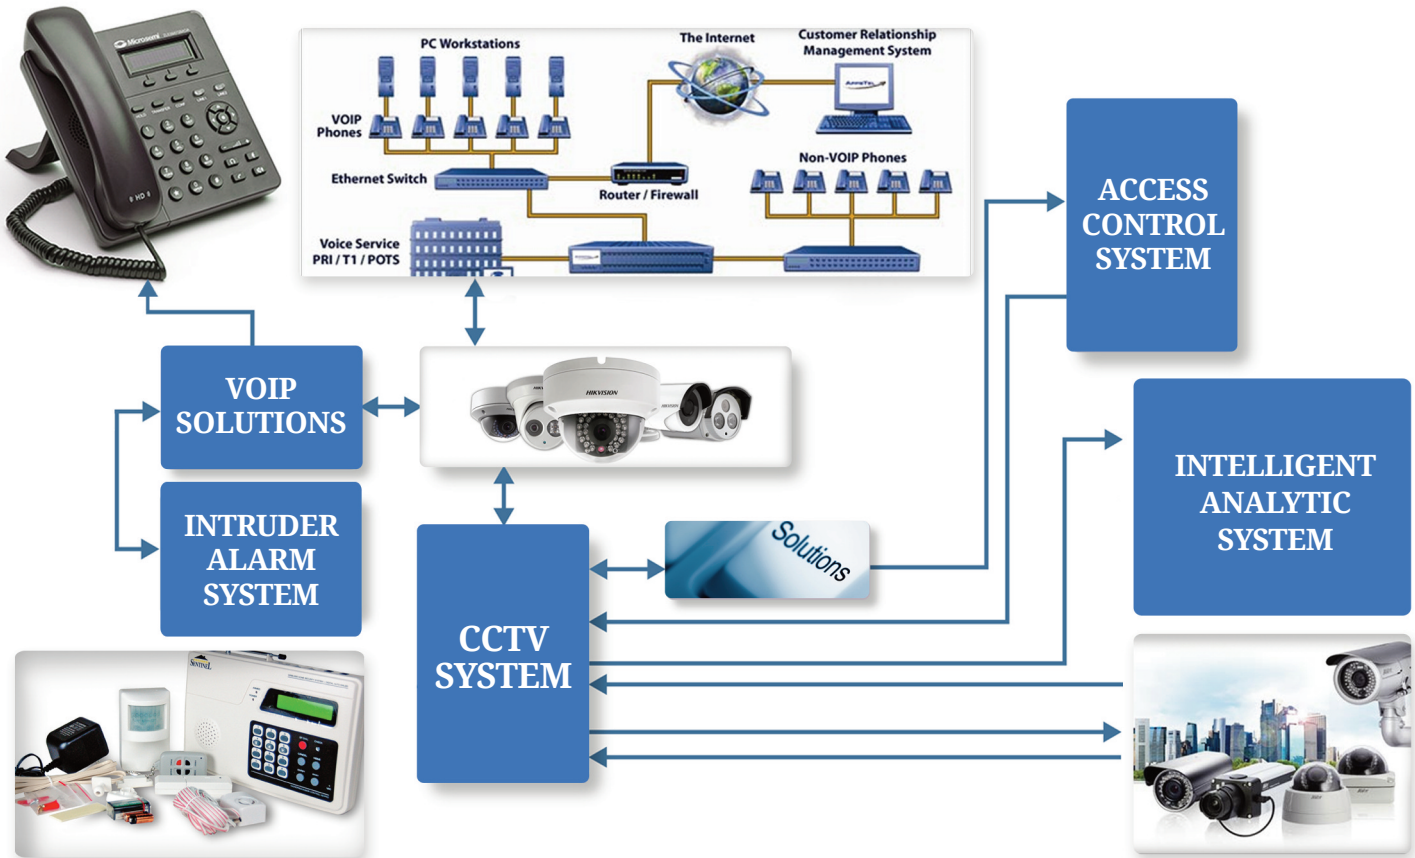 Microsemi
HD
PC Workstations
The Internet
Customer Relationship
Management System
VOIP
Phones
Non-VOIP Phones
Ethernet Switch
Router / Firewall
Voice Service
PRI / T1 / POTS
ACCESS
CONTROL
SYSTEM
VOIP
SOLUTIONS
HIKVISION
INTELLIGENT
ANALYTIC
SYSTEM
INTRUDER
ALARM
SYSTEM
Solutions
CCTV
SYSTEM
SENTINEL